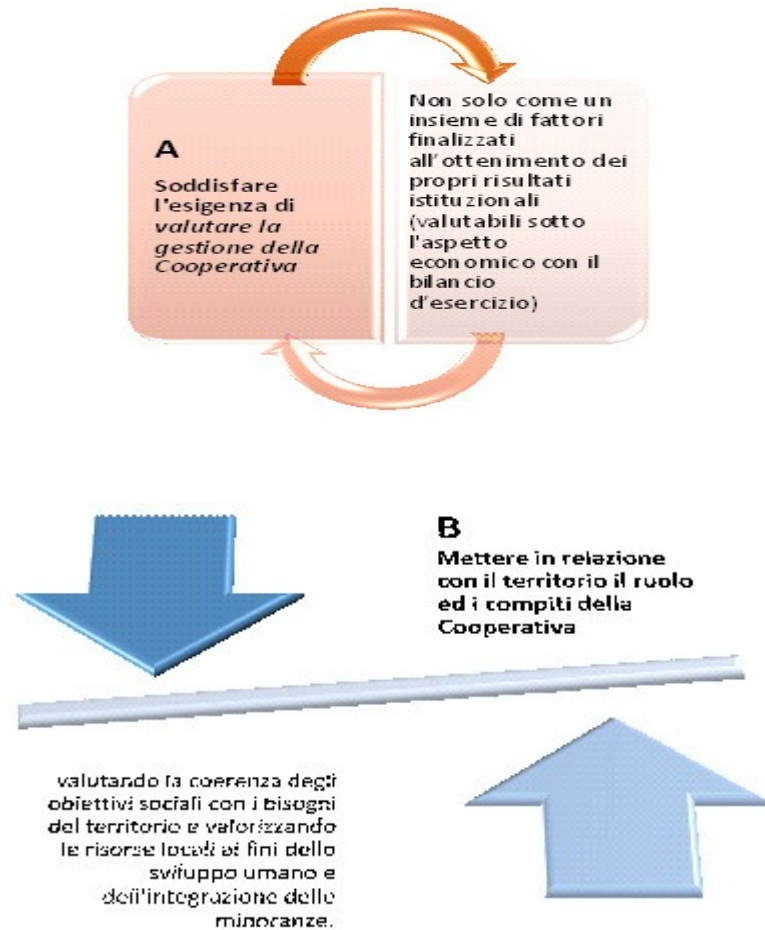 A
Soddisfare
l'esigenza di
valutare la
gestione della
Cooperativa
Non solo come un
insieme di fattori
finalizzati
all'ottenimento dei
propri risultati
istituzionali
(valutabili sotto
l'aspetto
economico con il
bilancio
d'esercizio)
B
Mettere in relazione
con il territorio il ruolo
ed i compiti della
Cooperativa
valutando la coerenza degli
obiettivi sociali con i bisogni
del territorio e valorizzando
le risorse locali ai fini dello
sviluppo umano e
dell'integrazione delle
minoranze.